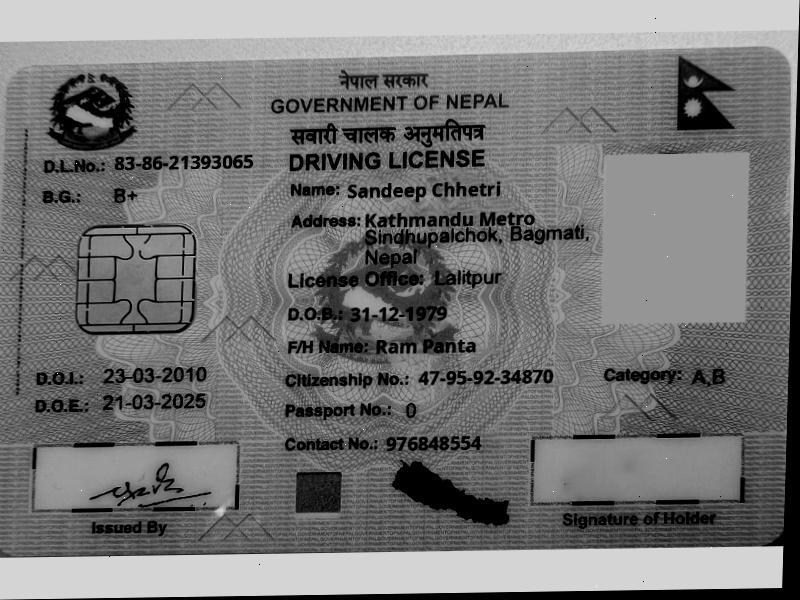 नेपाल सरकार
GOVERNMENT OF NEPAL
सवारी चालक अनुमतिपत्र
DRIVING LICENSE
D.L.No.: 83-86-21393065
B.G.: B+
Name: Sandeep Chhetri
Address: Kathmandu Metro
Sindhupalchok, Bagmati,
Nepal
License Office: Lalitpur
D.O.B.: 31-12-1979
F/H Name: Ram Panta
D.O.I.: 23-03-2010
Citizenship No.: 47-95-92-34870
Category: A,B
D.O.E.: 21-03-2025
Passport No.: 0
Contact No.: 976848554
Issued By
Signature of Holder